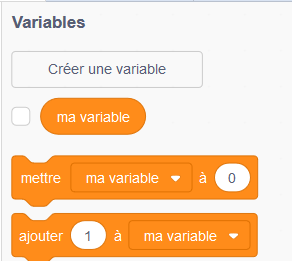 Variables
Créer une variable
ma variable
mettre ma variable à 0
ajouter 1 à ma variable